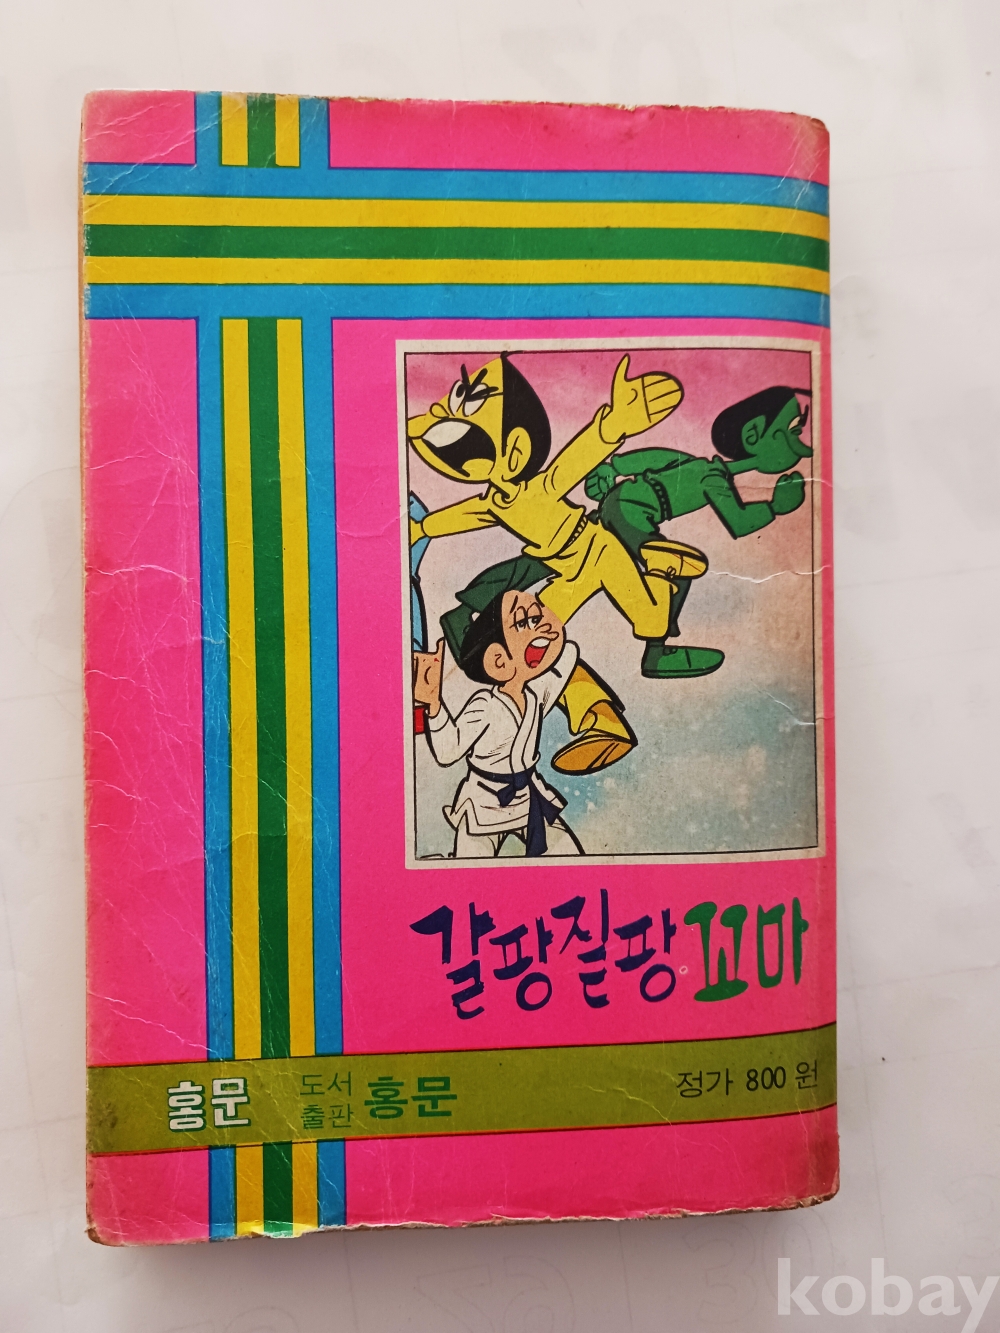 갈팡질팡 꼬마
홍문 도서출판 홍문 정가 800 원
kobay